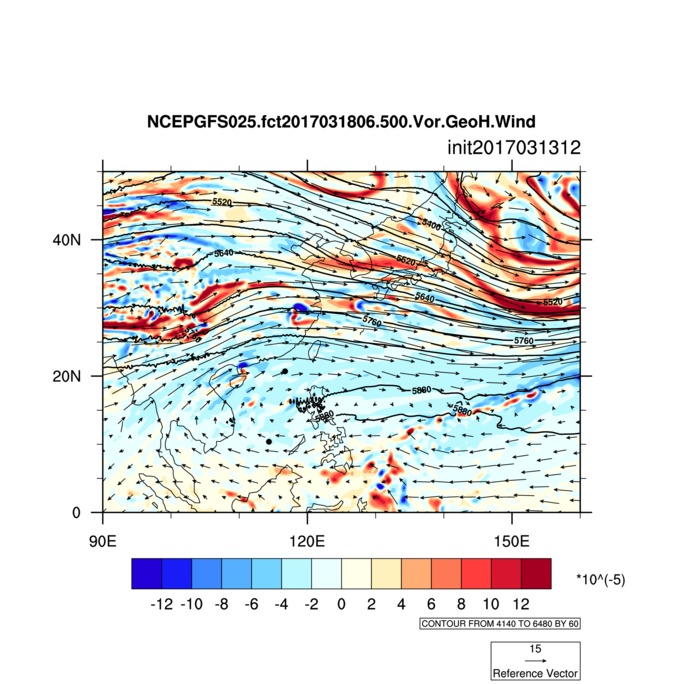 NCEPGFS025.fct2017031806.500.Vor.GeoH.Wind
init2017031312
5520
5400
40N
5640
5520
5640
5520
5760
5760
20N
5880
5880
5880
0
90E 120E 150E
-12 -10 -8 -6 -4 -2 0 2 4 6 8 10 12
*10^(-5)
CONTOUR FROM 4140 TO 6480 BY 60
15
Reference Vector